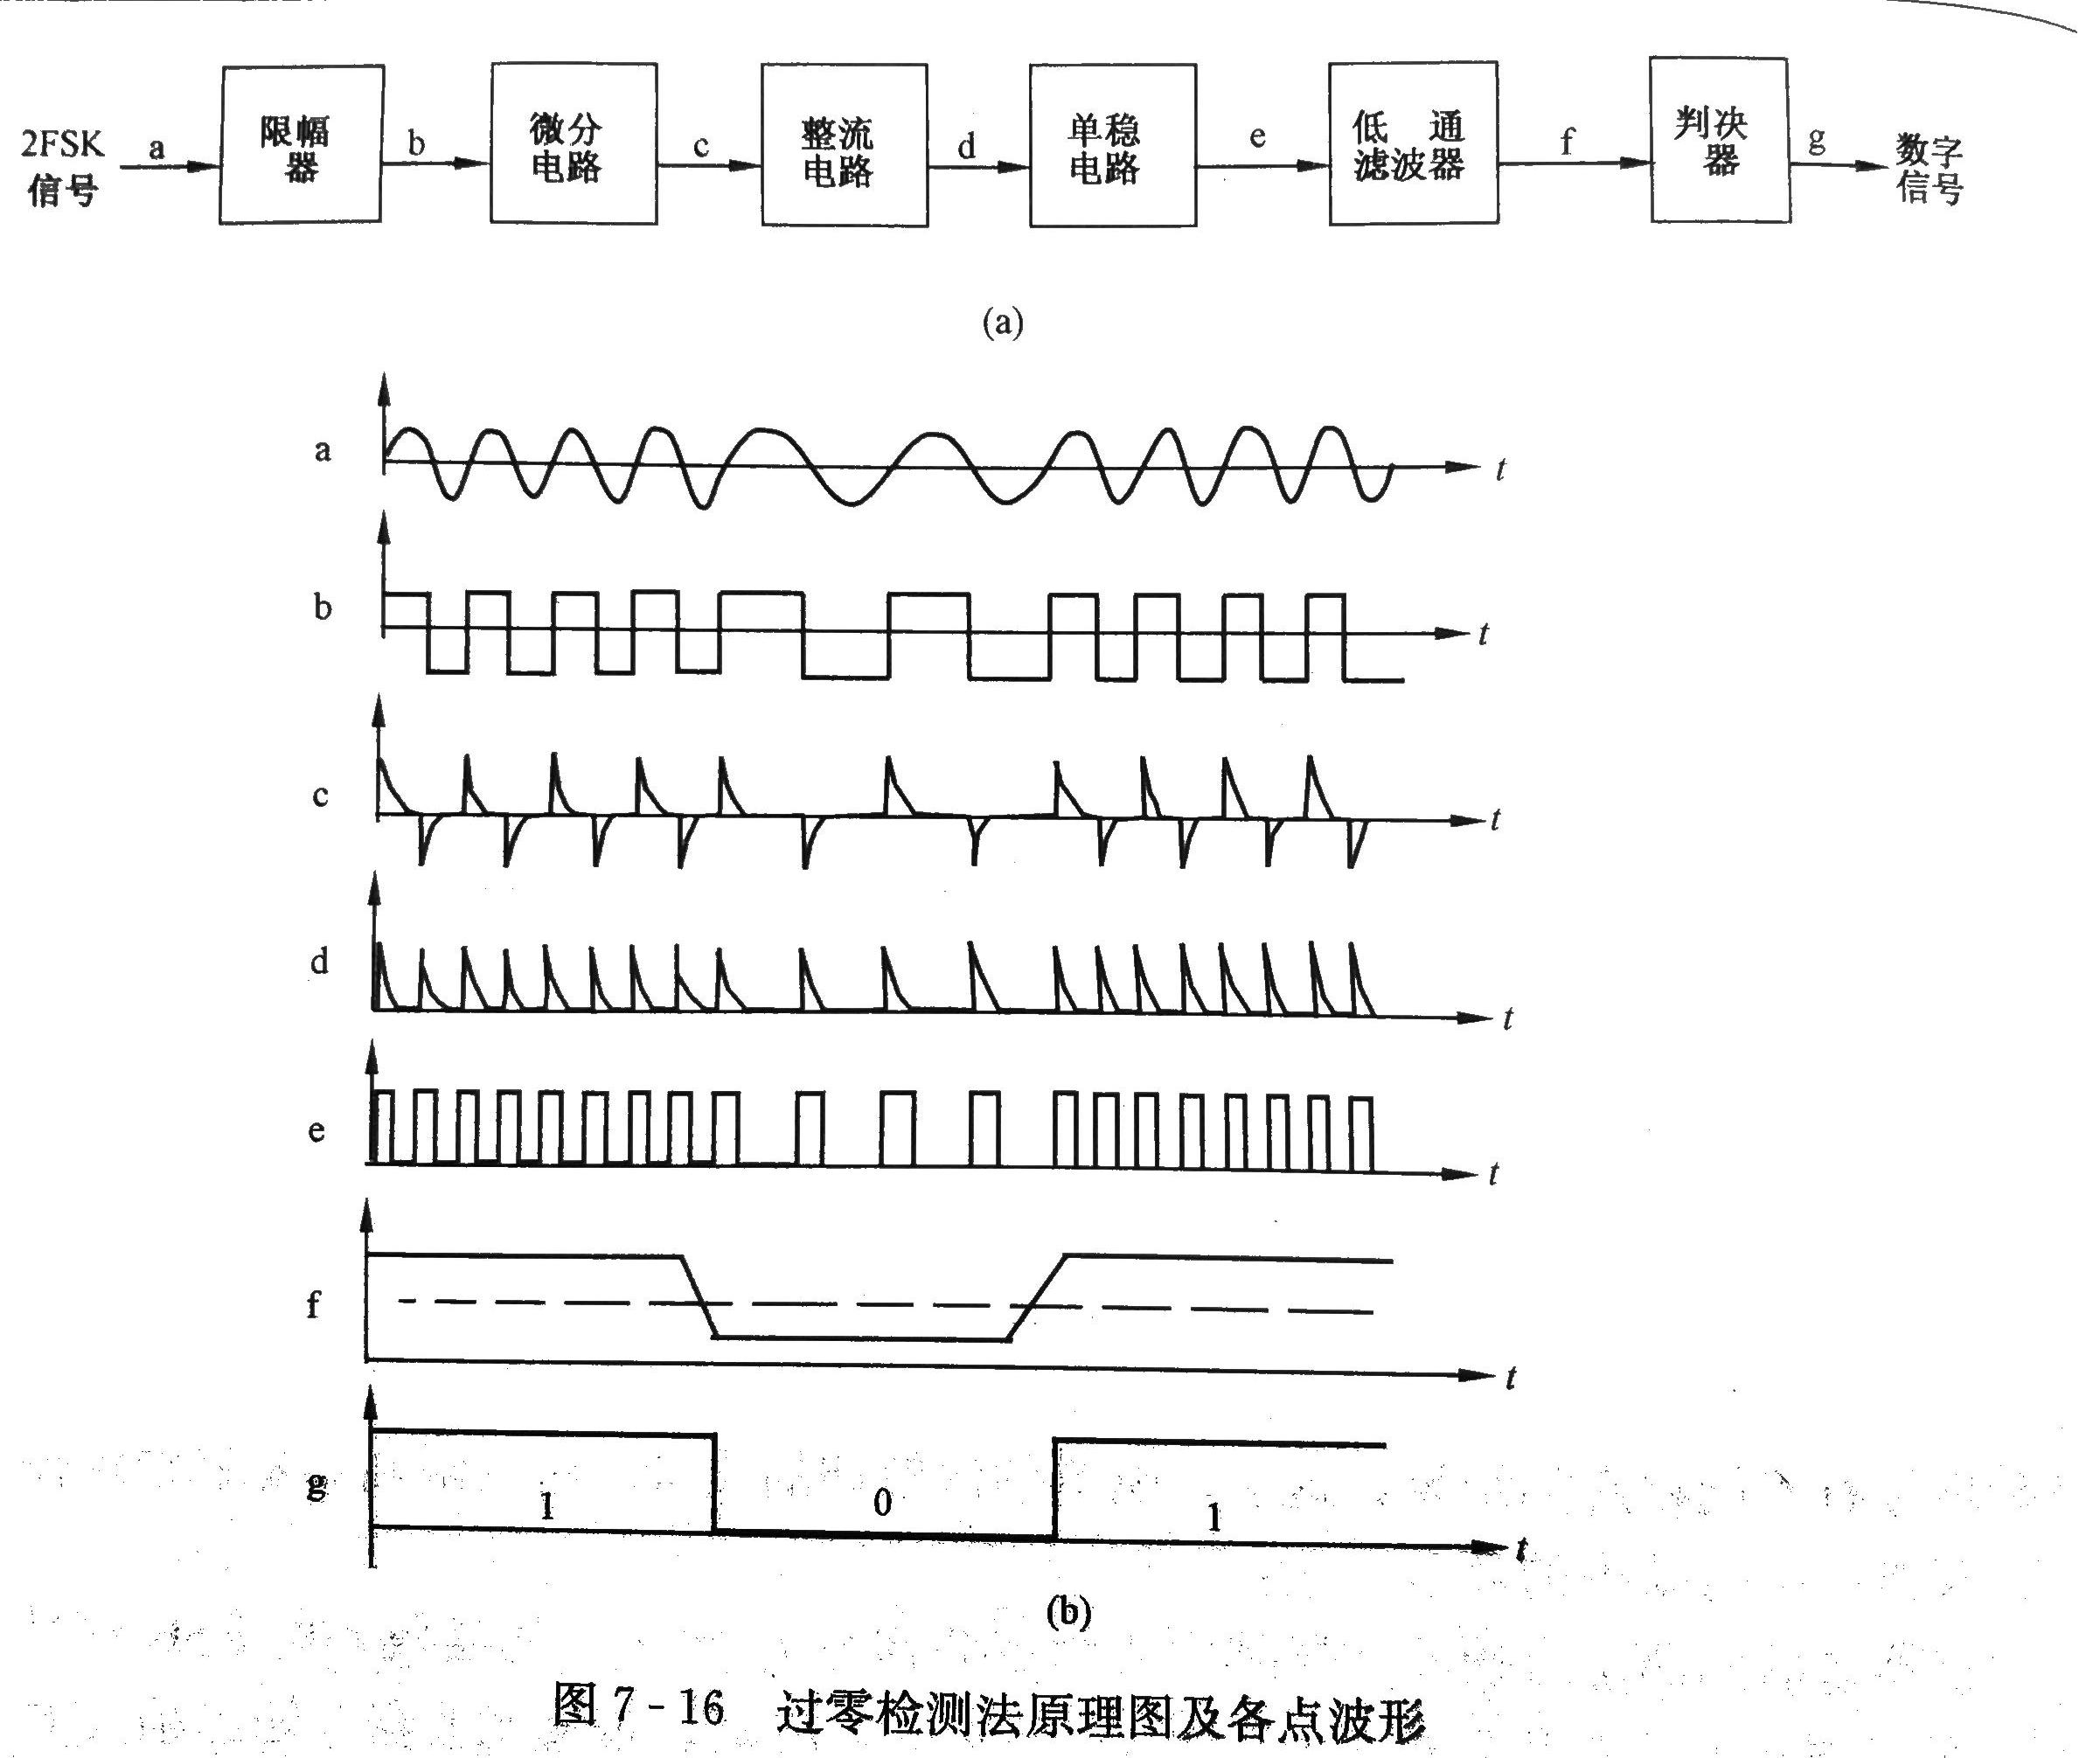 2FSK
信号
a
限幅
器
b
微分
电路
c
整流
电路
d
单稳
电路
e
低 通
滤波器
f
判决
器
g
数字
信号
(a)
a
t
b
t
c
t
d
t
e
t
f
t
g
1
0
1
t
(b)
图 7-16 过零检测法原理图及各点波形